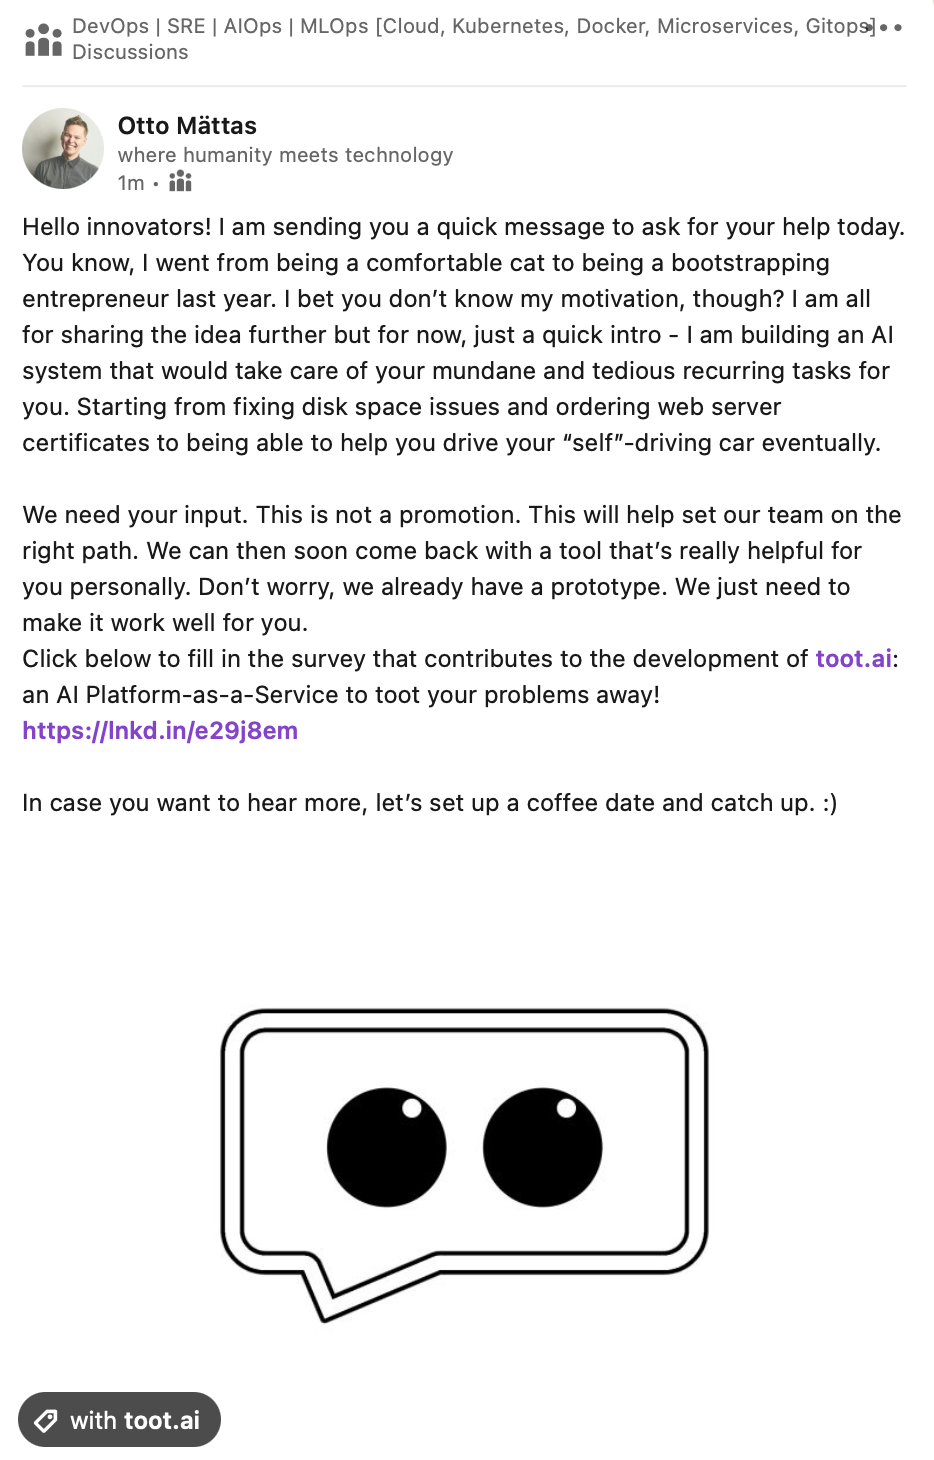 DevOps | SRE | AIOps | MLOps [Cloud, Kubernetes, Docker, Microservices, Gitops]
Discussions
Otto Mättas
where humanity meets technology
1m •
Hello innovators! I am sending you a quick message to ask for your help today.
You know, I went from being a comfortable cat to being a bootstrapping
entrepreneur last year. I bet you don’t know my motivation, though? I am all
for sharing the idea further but for now, just a quick intro - I am building an AI
system that would take care of your mundane and tedious recurring tasks for
you. Starting from fixing disk space issues and ordering web server
certificates to being able to help you drive your “self”-driving car eventually.
We need your input. This is not a promotion. This will help set our team on the
right path. We can then soon come back with a tool that’s really helpful for
you personally. Don’t worry, we already have a prototype. We just need to
make it work well for you.
Click below to fill in the survey that contributes to the development of toot.ai:
an AI Platform-as-a-Service to toot your problems away!
https://lnkd.in/e29j8em
In case you want to hear more, let’s set up a coffee date and catch up. :)
with toot.ai